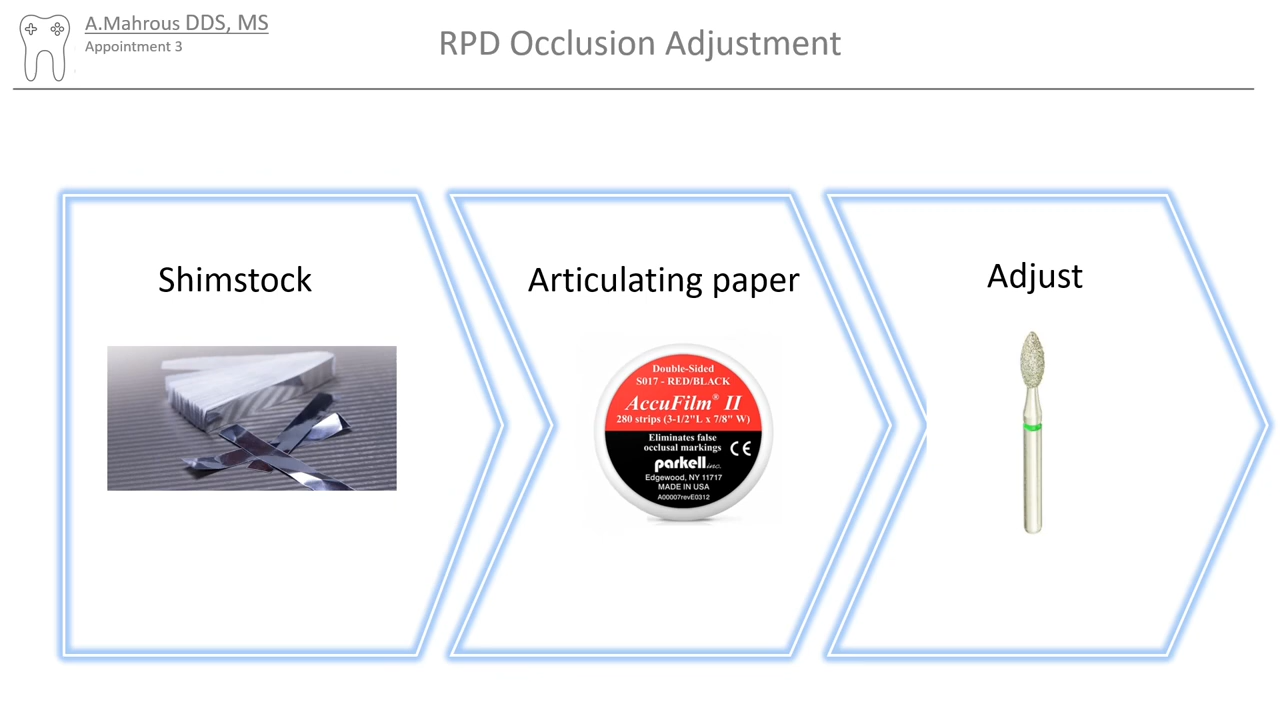 A.Mahrous DDS, MS
Appointment 3
RPD Occlusion Adjustment
Shimstock
Articulating paper
Double-Sided
S017 - RED/BLACK
AccuFilm® II
280 strips (3-1/2"L x 7/8" W)
Eliminates false
occlusal markings
CE
parkell inc.
Edgewood, NY 11717
MADE IN USA
A00007revE0312
Adjust